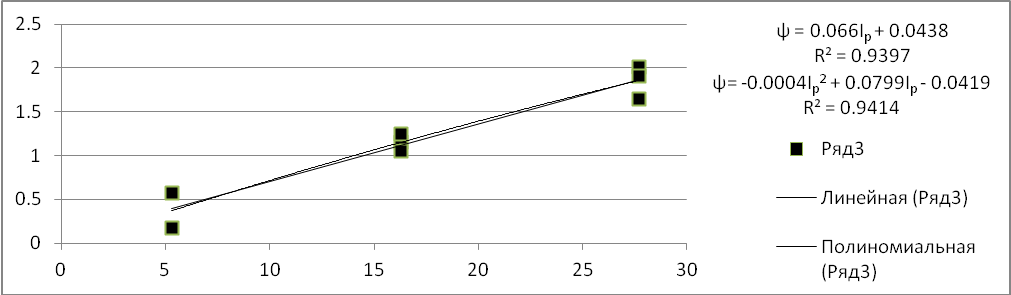 2.5
2
1.5
1
0.5
0
0
5
10
15
20
25
30
ψ = 0.066Iₚ + 0.0438
R² = 0.9397
ψ= -0.0004Iₚ² + 0.0799Iₚ - 0.0419
R² = 0.9414
Ряд3
Линейная (Ряд3)
Полиномиальная
(Ряд3)